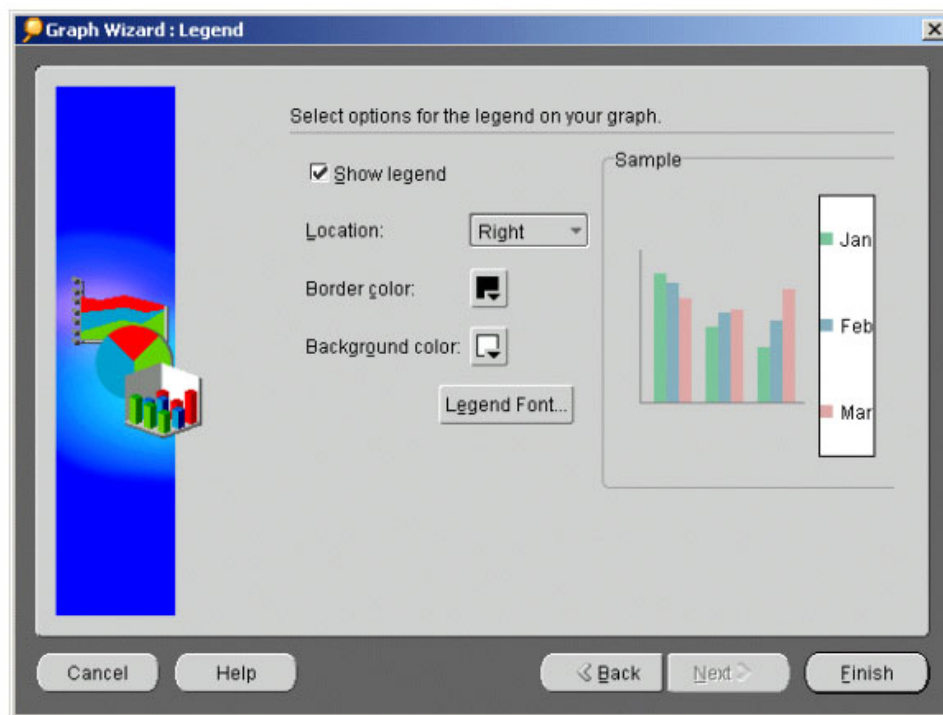 Graph Wizard : Legend
Select options for the legend on your graph.
Show legend
Location:
Right
Border color:
Background color:
Legend Font...
Sample
Jan
Feb
Mar
Cancel
Help
Back
Next
Finish